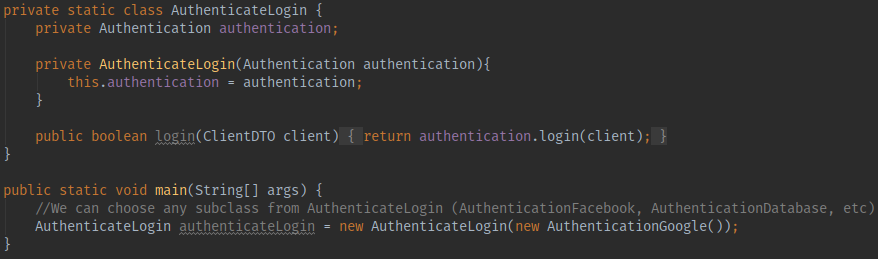 private static class AuthenticateLogin {
    private Authentication authentication;
    private AuthenticateLogin(Authentication authentication){
        this.authentication = authentication;
    }
    public boolean login(ClientDTO client) { return authentication.login(client); }
}
public static void main(String[] args) {
    //We can choose any subclass from AuthenticateLogin (AuthenticationFacebook, AuthenticationDatabase, etc)
    AuthenticateLogin authenticateLogin = new AuthenticateLogin(new AuthenticationGoogle());
}